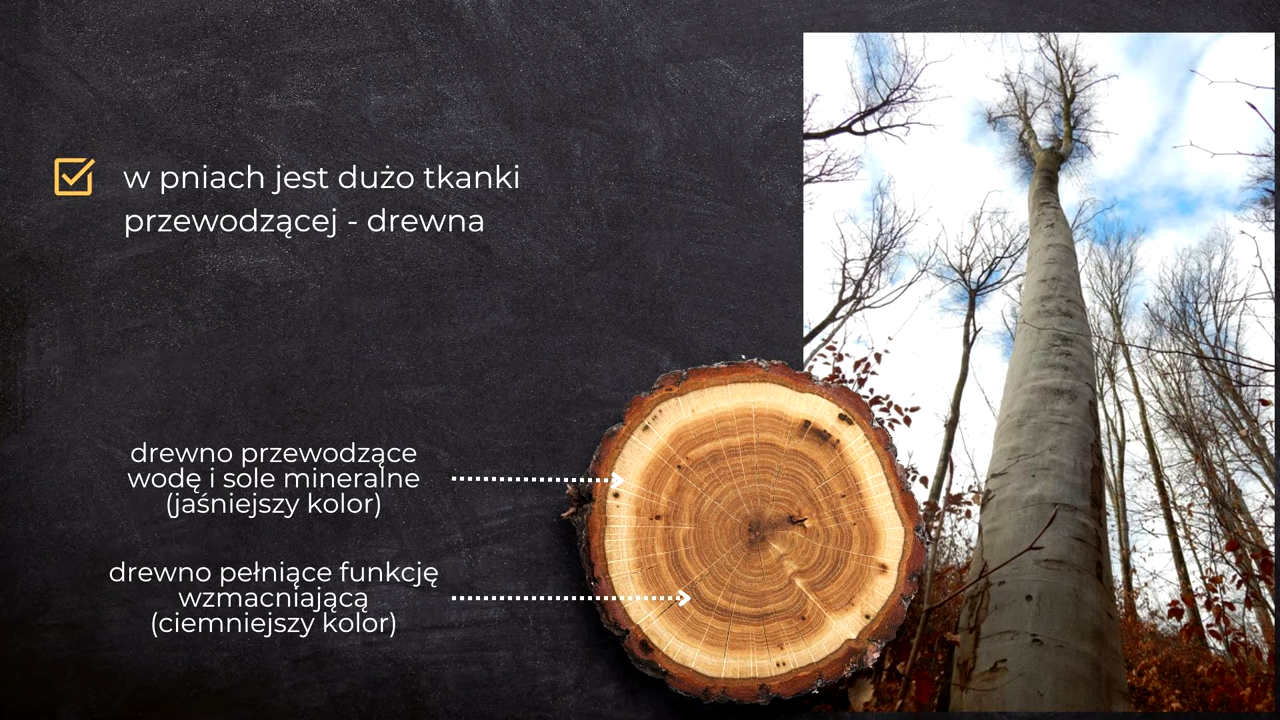 w pniach jest dużo tkanki
przewodzącej - drewna
drewno przewodzące
wodę i sole mineralne
(jaśniejszy kolor)
drewno pełniące funkcję
wzmacniającą
(ciemniejszy kolor)